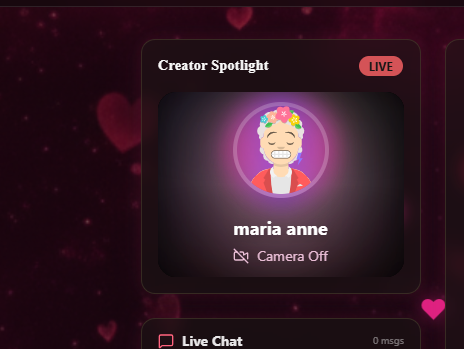 Creator Spotlight
LIVE
maria anne
Camera Off
Live Chat
0 msgs